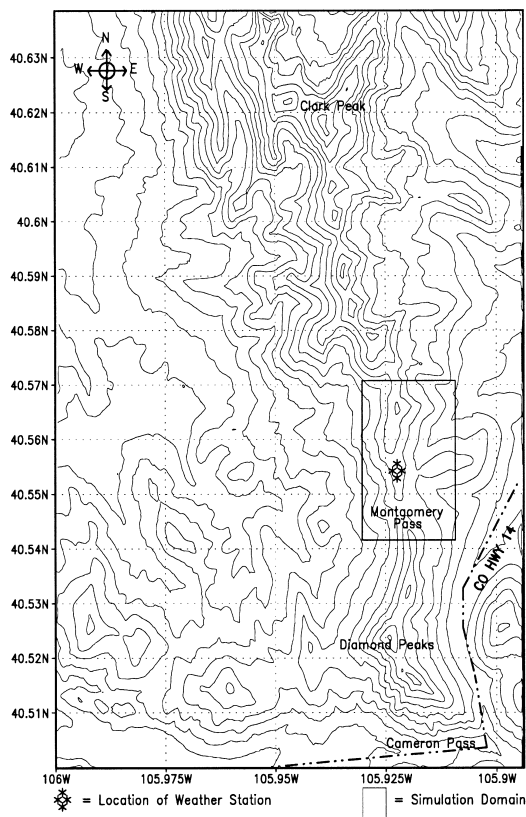 40.63N
N
W E
S
40.62N
Clark Peak
40.61N
40.6N
40.59N
40.58N
40.57N
40.56N
40.55N
Montgomery
Pass
40.54N
CO HWY 14
40.53N
Diamond Peaks
40.52N
40.51N
Cameron Pass
106W 105.975W 105.95W 105.925W 105.9W
= Location of Weather Station = Simulation Domain